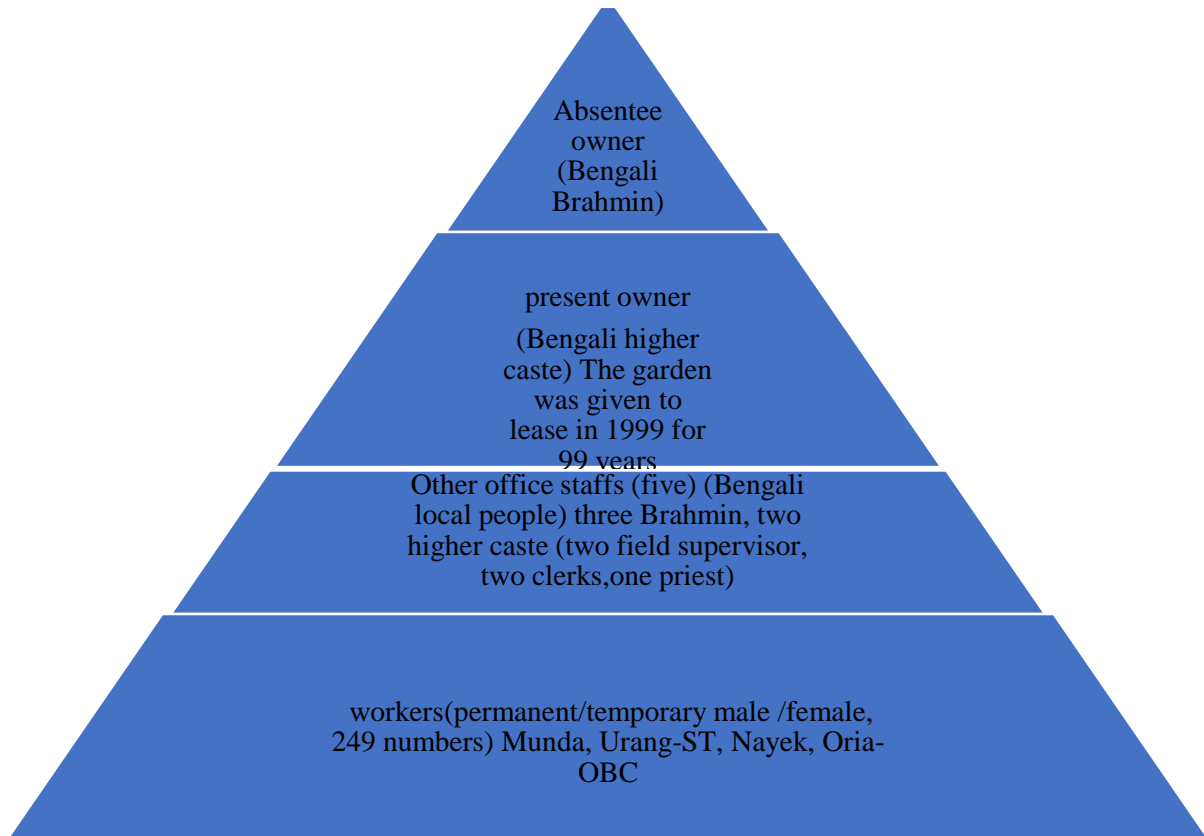 Absentee
owner
(Bengali
Brahmin)
present owner
(Bengali higher
caste) The garden
was given to
lease in 1999 for
99 years
Other office staffs (five) (Bengali
local people) three Brahmin, two
higher caste (two field supervisor,
two clerks,one priest)
workers(permanent/temporary male /female,
249 numbers) Munda, Urang-ST, Nayek, Oria-
OBC